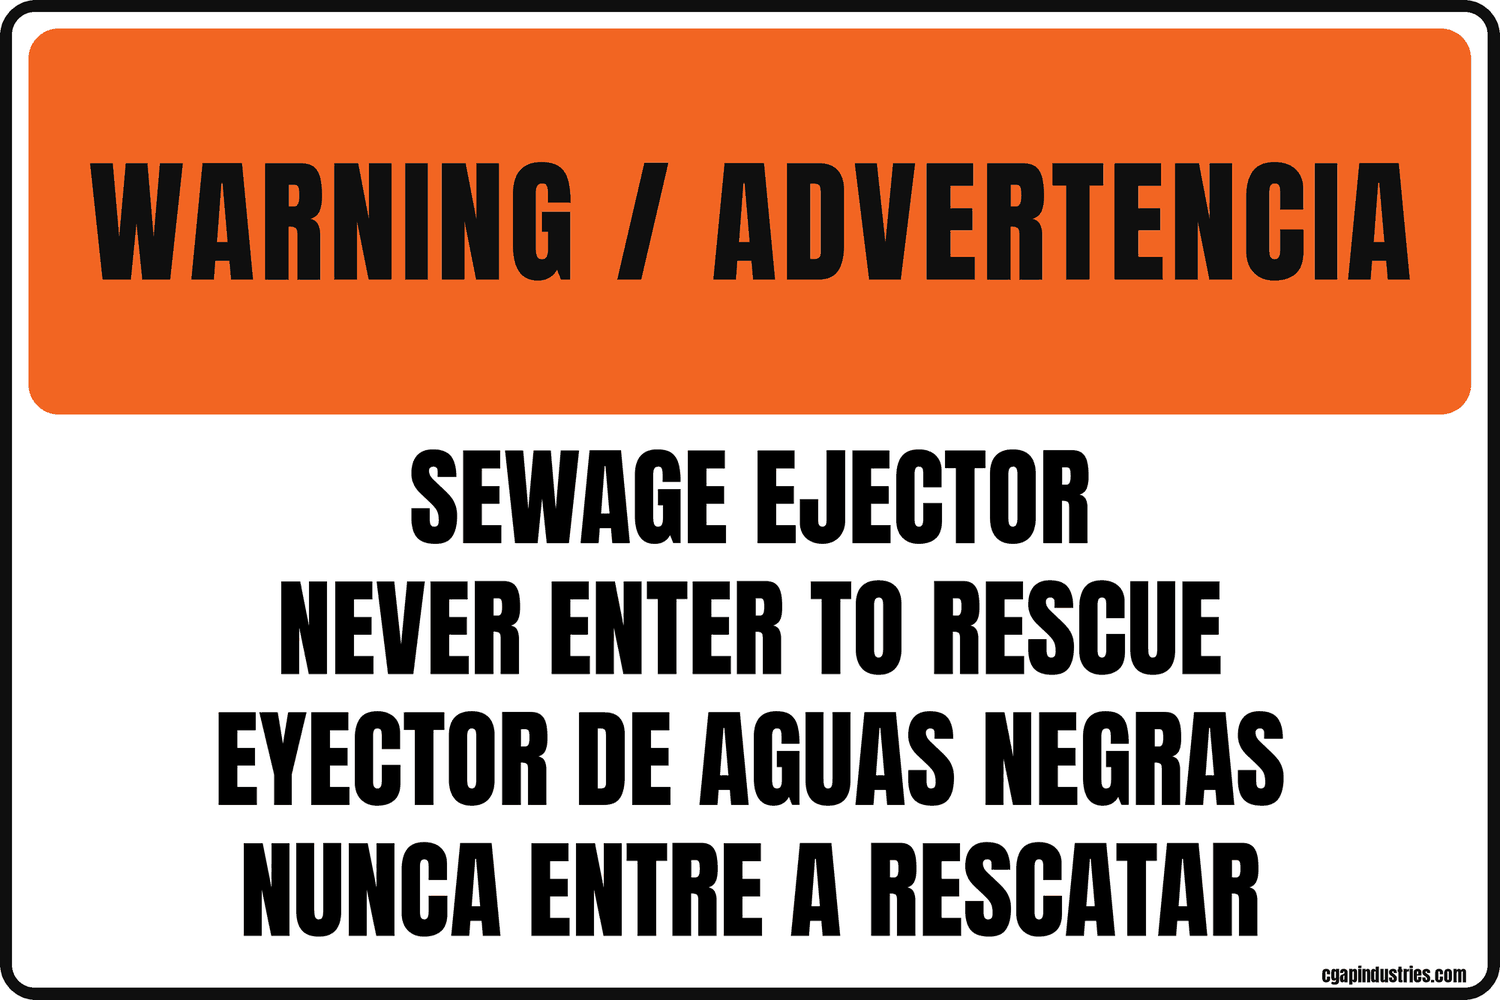 WARNING / ADVERTENCIA
SEWAGE EJECTOR
NEVER ENTER TO RESCUE
EYECTOR DE AGUAS NEGRAS
NUNCA ENTRE A RESCATAR
cgapindustries.com